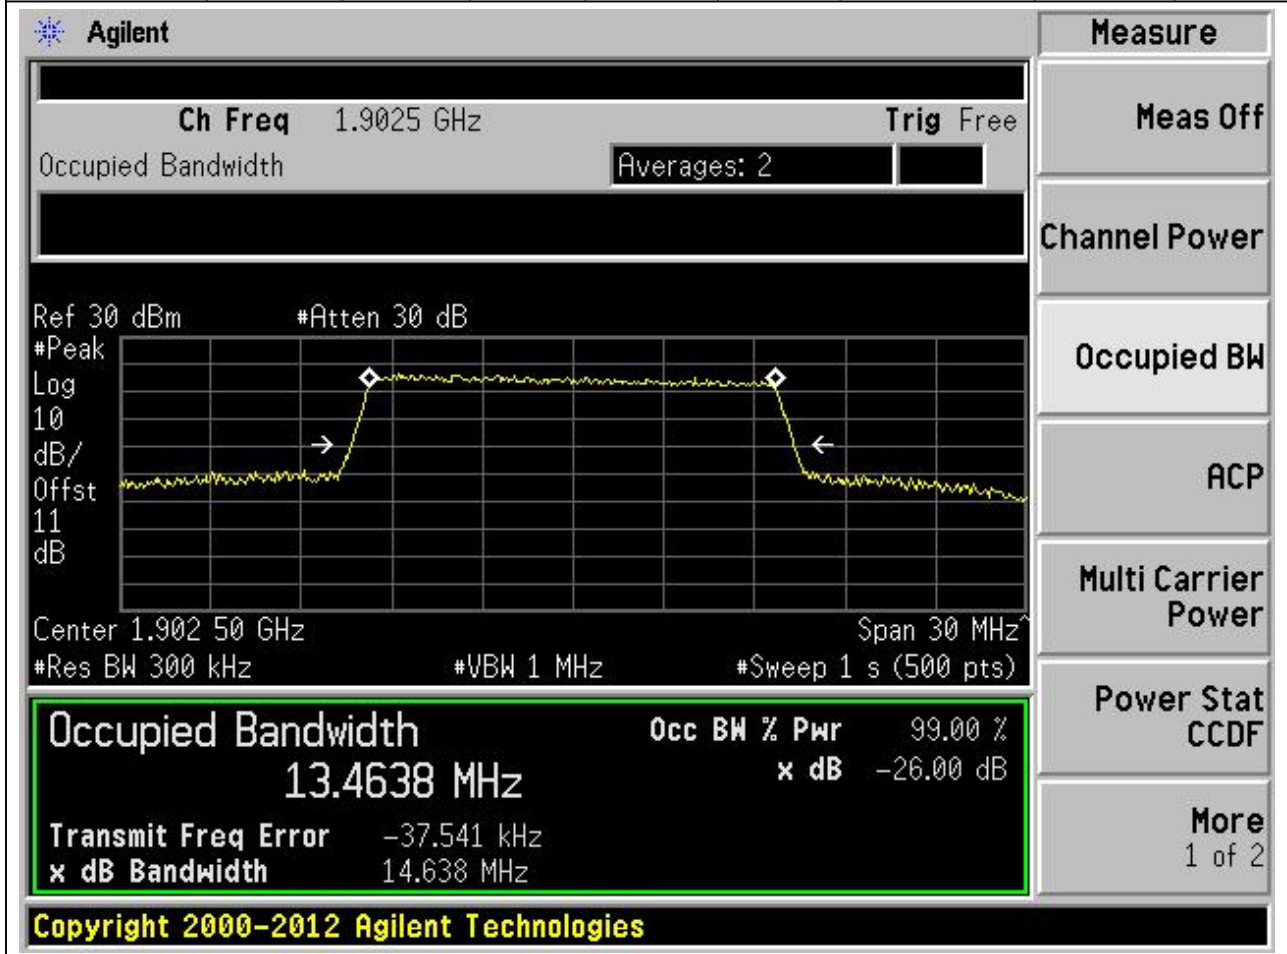 Agilent
Measure
Ch Freq 1.9025 GHz Trig Free
Meas Off
Occupied Bandwidth Averages: 2
Channel Power
Ref 30 dBm #Atten 30 dB
#Peak
Log
10
dB/
Offst
11
dB
Occupied BW
ACP
Center 1.902 50 GHz Span 30 MHz^
#Res BW 300 kHz #VBW 1 MHz #Sweep 1 s (500 pts)
Multi Carrier
Power
Occupied Bandwidth Occ BW % Pwr 99.00 %
13.4638 MHz x dB -26.00 dB
Transmit Freq Error -37.541 kHz
x dB Bandwidth 14.638 MHz
Power Stat
CCDF
More
1 of 2
Copyright 2000-2012 Agilent Technologies